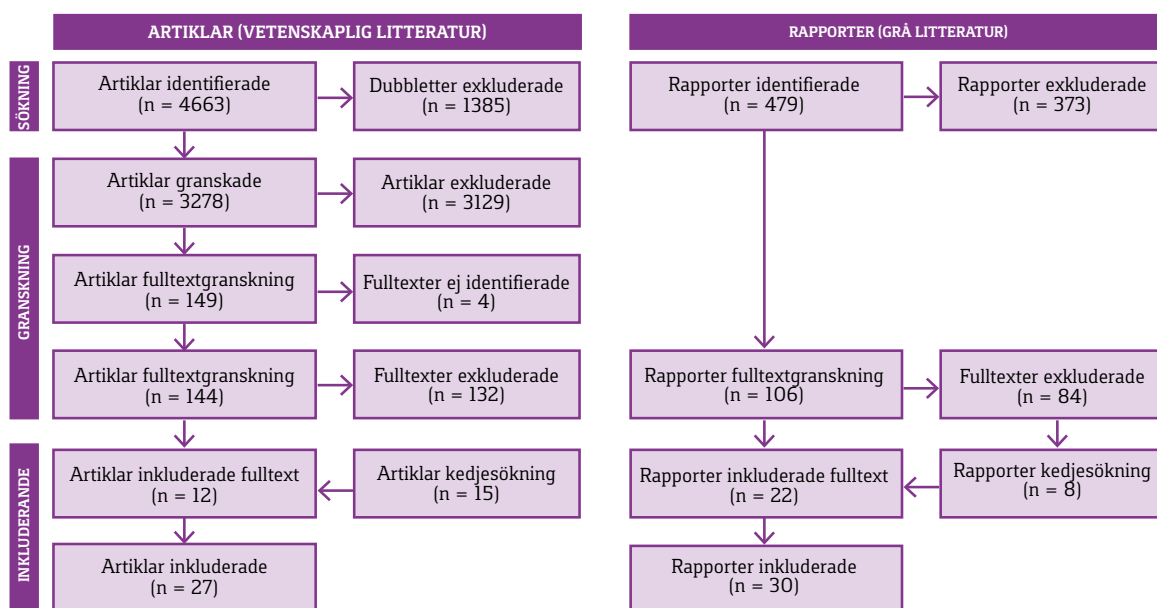 ARTIKLAR (VETENSKAPLIG LITTERATUR)
SÖKNING
Artiklar identifierade
(n = 4663)
Dubbletter exkluderade
(n = 1385)
GRANSKNING
Artiklar granskade
(n = 3278)
Artiklar exkluderade
(n = 3129)
Artiklar fulltextgranskning
(n = 149)
Fulltexter ej identifierade
(n = 4)
Artiklar fulltextgranskning
(n = 144)
Fulltexter exkluderade
(n = 132)
INKLUDERANDE
Artiklar inkluderade fulltext
(n = 12)
Artiklar kedjesökning
(n = 15)
Artiklar inkluderade
(n = 27)
RAPPORTER (GRÅ LITTERATUR)
Rapporter identifierade
(n = 479)
Rapporter exkluderade
(n = 373)
Rapporter fulltextgranskning
(n = 106)
Fulltexter exkluderade
(n = 84)
Rapporter inkluderade fulltext
(n = 22)
Rapporter kedjesökning
(n = 8)
Rapporter inkluderade
(n = 30)